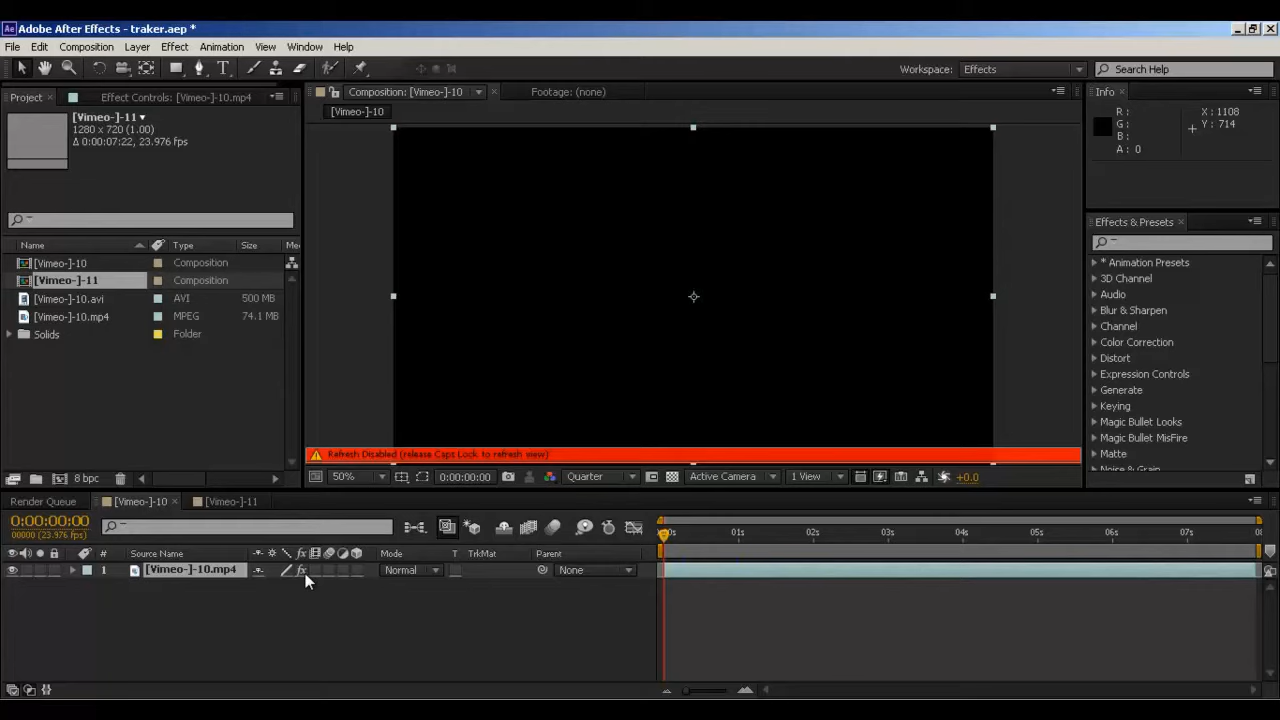 Adobe After Effects - traker.aep *
File Edit Composition Layer Effect Animation View Window Help
Workspace: Effects Search Help
Project Effect Controls: [Vimeo-]-10.mp4
Composition: [Vimeo-]-10 Footage: (none)
Info
[Vimeo-]-10
[Vimeo-]-11
1280 x 720 (1.00)
Δ 0:00:07:22, 23.976 fps
R :
G :
B :
A : 0
X : 1108
Y : 714
Effects & Presets
Name Type Size Me
[Vimeo-]-10 Composition
[Vimeo-]-11 Composition
[Vimeo-]-10.avi AVI 500 MB
[Vimeo-]-10.mp4 MPEG 74.1 MB
Solids Folder
* Animation Presets
3D Channel
Audio
Blur & Sharpen
Channel
Color Correction
Distort
Expression Controls
Generate
Keying
Magic Bullet Looks
Magic Bullet MisFire
Matte
Noise & Grain
Refresh Disabled (release Caps Lock to refresh view)
8 bpc
50% 0:00:00:00 Quarter Active Camera 1 View +0.0
Render Queue [Vimeo-]-10 [Vimeo-]-11
0:00:00:00
00000 (23.976 fps)
00s 01s 02s 03s 04s 05s 06s 07s
# Source Name fx Mode T TrkMat Parent
1 [Vimeo-]-10.mp4 fx Normal None